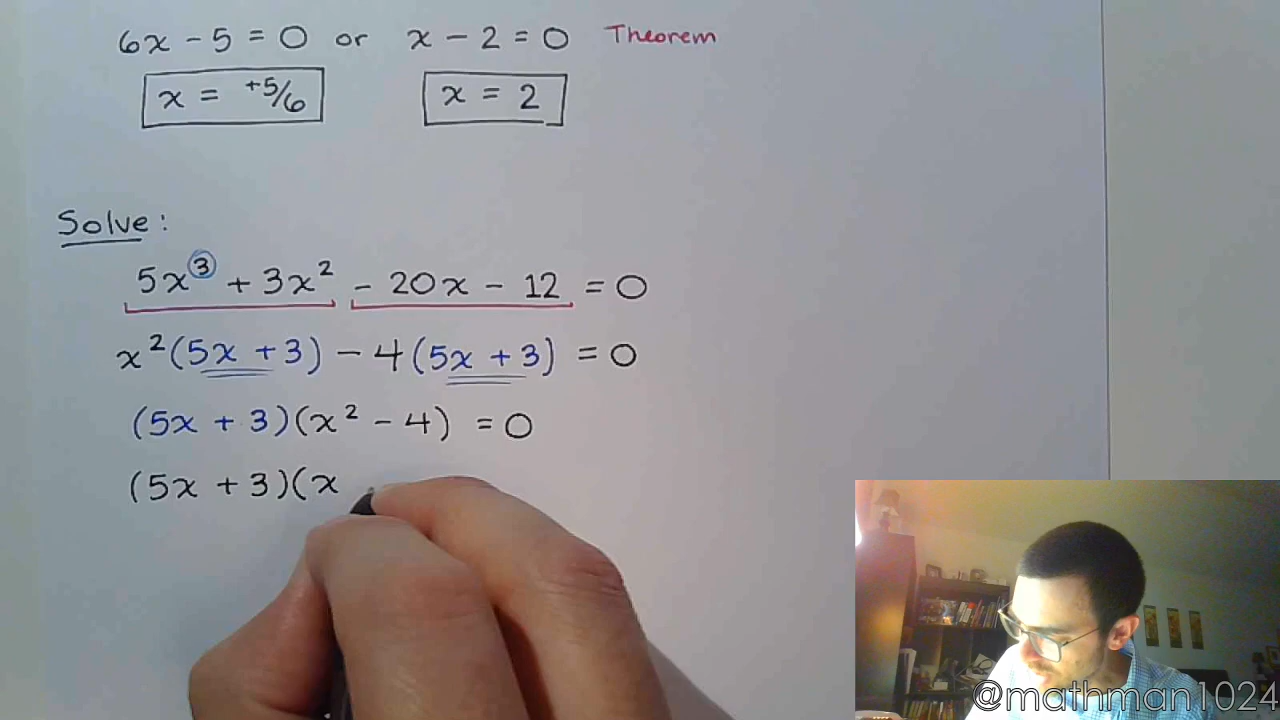 6x - 5 = 0 or x - 2 = 0 Theorem
x = +5/6 x = 2
Solve:
5x³ + 3x² - 20x - 12 = 0
x²(5x + 3) - 4(5x + 3) = 0
(5x + 3)(x² - 4) = 0
(5x + 3)(x
@mathman1024